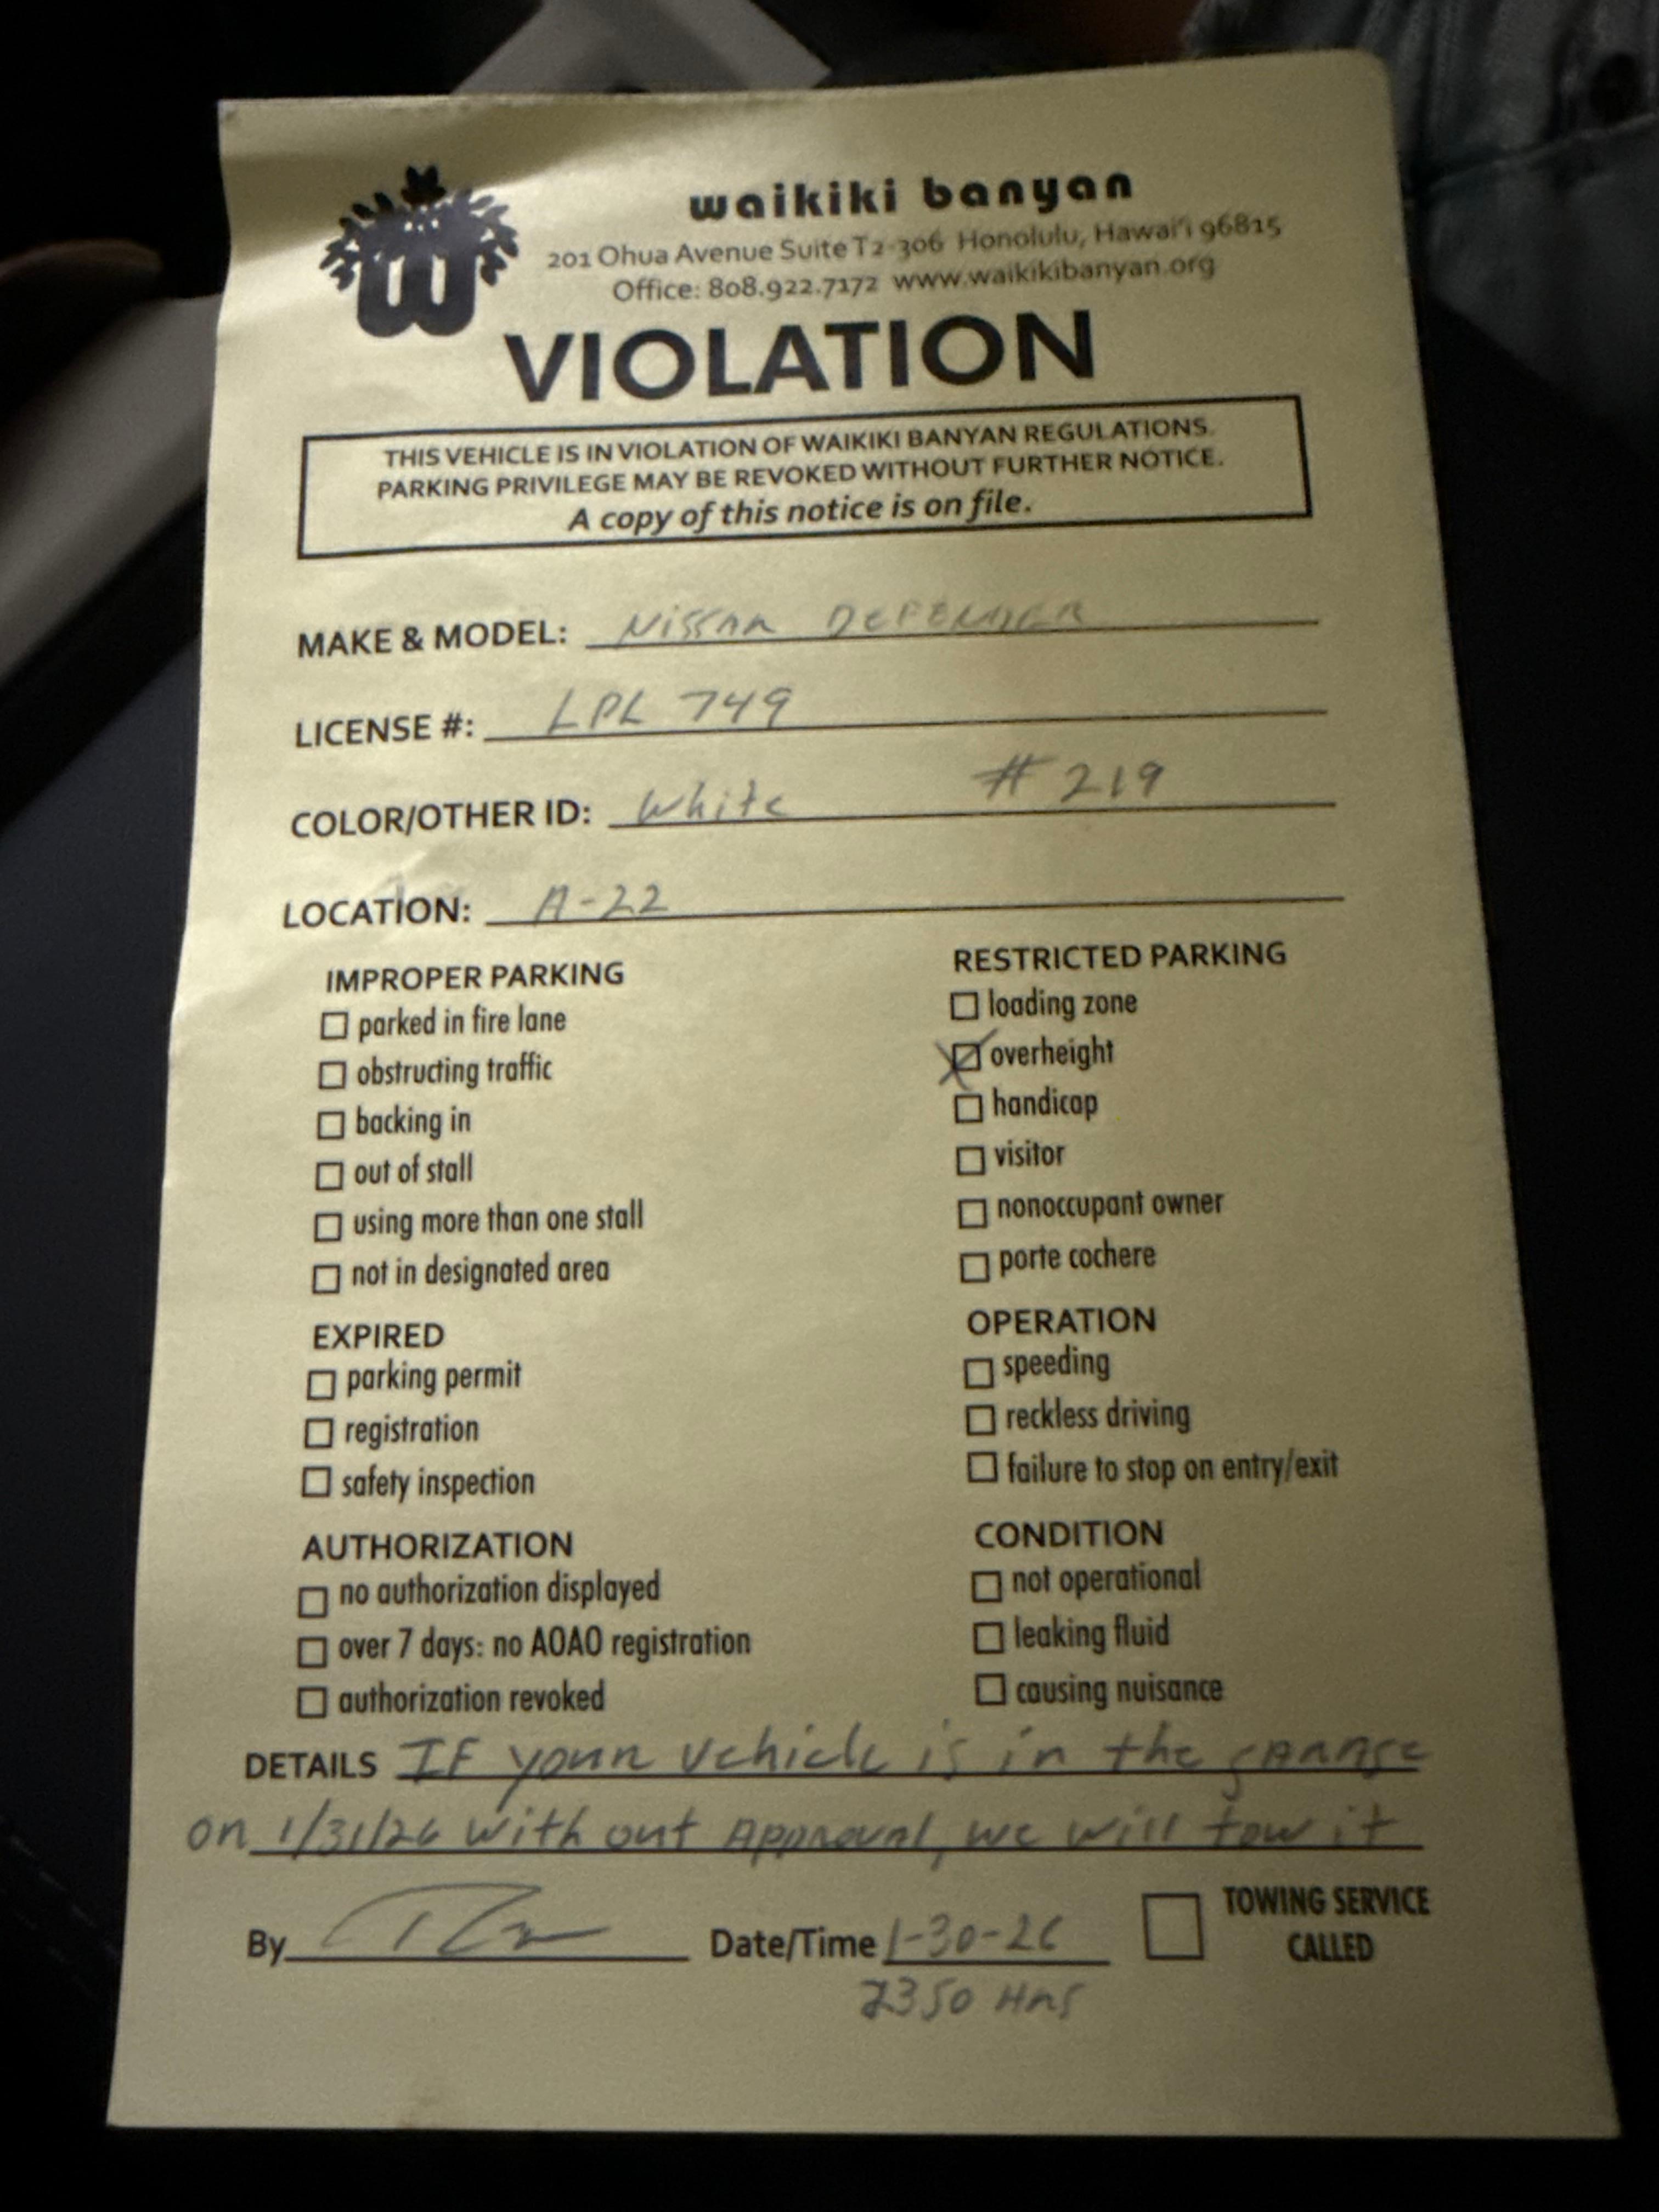 waikiki banyan
201 Ohua Avenue Suite T2-306 Honolulu, Hawai'i 96815
Office: 808.922.7172 www.waikikibanyan.org
VIOLATION
THIS VEHICLE IS IN VIOLATION OF WAIKIKI BANYAN REGULATIONS.
PARKING PRIVILEGE MAY BE REVOKED WITHOUT FURTHER NOTICE.
A copy of this notice is on file.
MAKE & MODEL: Nissan DEFENDER
LICENSE #: LPL 749
COLOR/OTHER ID: White # 219
LOCATION: A-22
IMPROPER PARKING
parked in fire lane
obstructing traffic
backing in
out of stall
using more than one stall
not in designated area
EXPIRED
parking permit
registration
safety inspection
AUTHORIZATION
no authorization displayed
over 7 days: no AOAO registration
authorization revoked
RESTRICTED PARKING
loading zone
overheight
handicap
visitor
nonoccupant owner
porte cochere
OPERATION
speeding
reckless driving
failure to stop on entry/exit
CONDITION
not operational
leaking fluid
causing nuisance
DETAILS IF your vehicle is in the garage
on 1/31/26 with out Approval, we will tow it
By Date/Time 1-30-26
2350 Hrs
TOWING SERVICE
CALLED